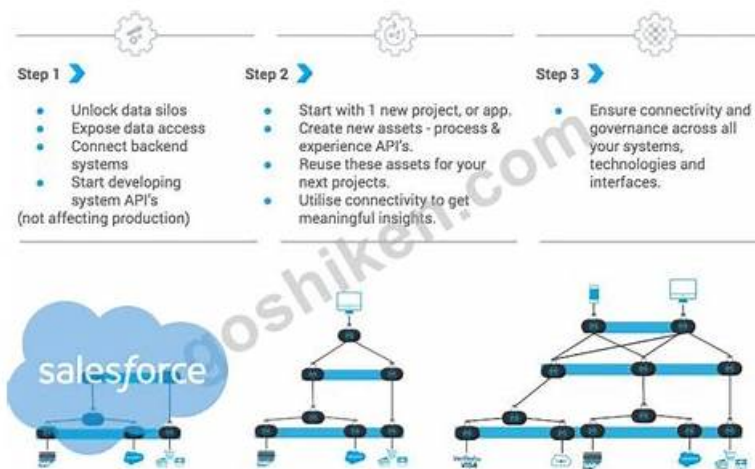 Step 1
Unlock data silos
Expose data access
Connect backend
systems
Start developing
system API's
(not affecting production)
Step 2
Start with 1 new project, or app.
Create new assets - process &
experience API's.
Reuse these assets for your
next projects.
Utilise connectivity to get
meaningful insights.
Step 3
Ensure connectivity and
governance across all
your systems,
technologies and
interfaces.
goshiken.com
salesforce
VISA